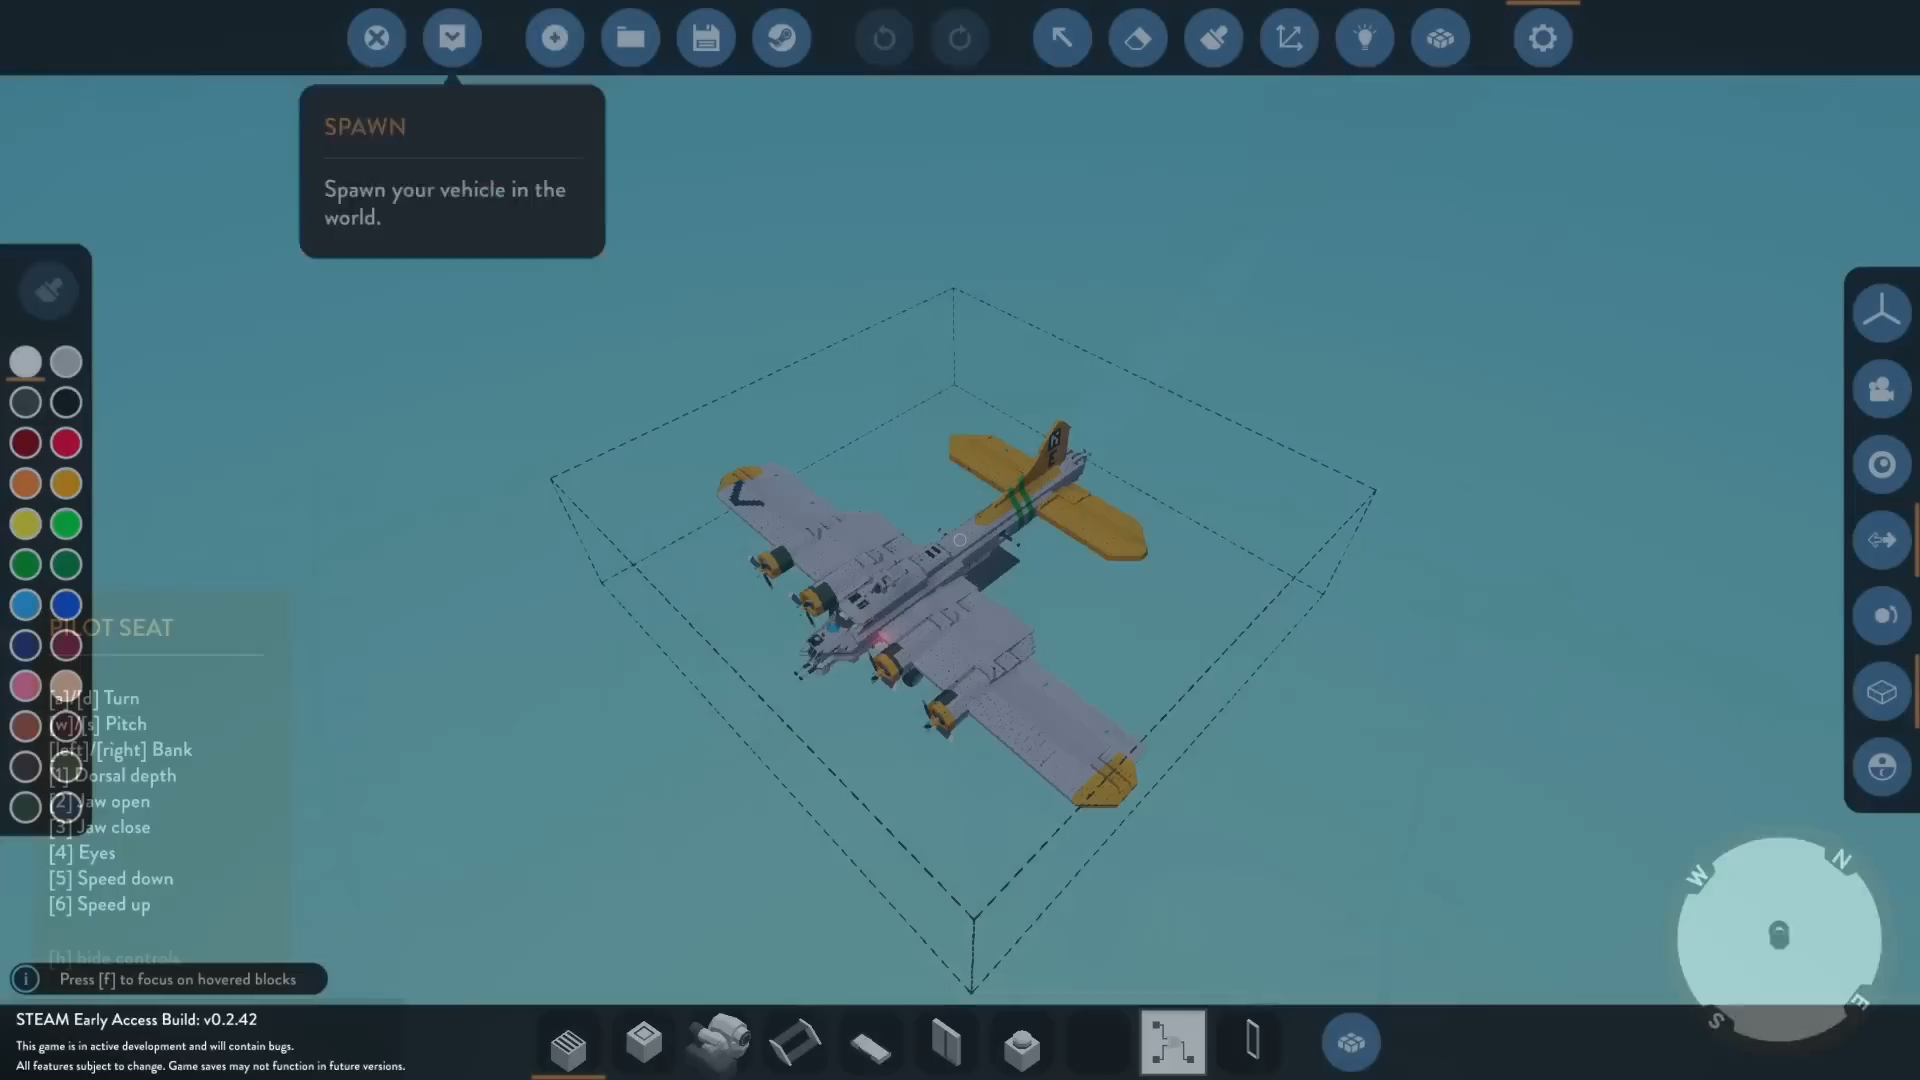 SPAWN
Spawn your vehicle in the
world.
PILOT SEAT
[a]/[d] Turn
[w]/[s] Pitch
[left]/[right] Bank
[1] Dorsal depth
[2] Jaw open
[3] Jaw close
[4] Eyes
[5] Speed down
[6] Speed up
[h] hide controls
Press [f] to focus on hovered blocks
STEAM Early Access Build: v0.2.42
This game is in active development and will contain bugs.
All features subject to change. Game saves may not function in future versions.
N
W
E
S